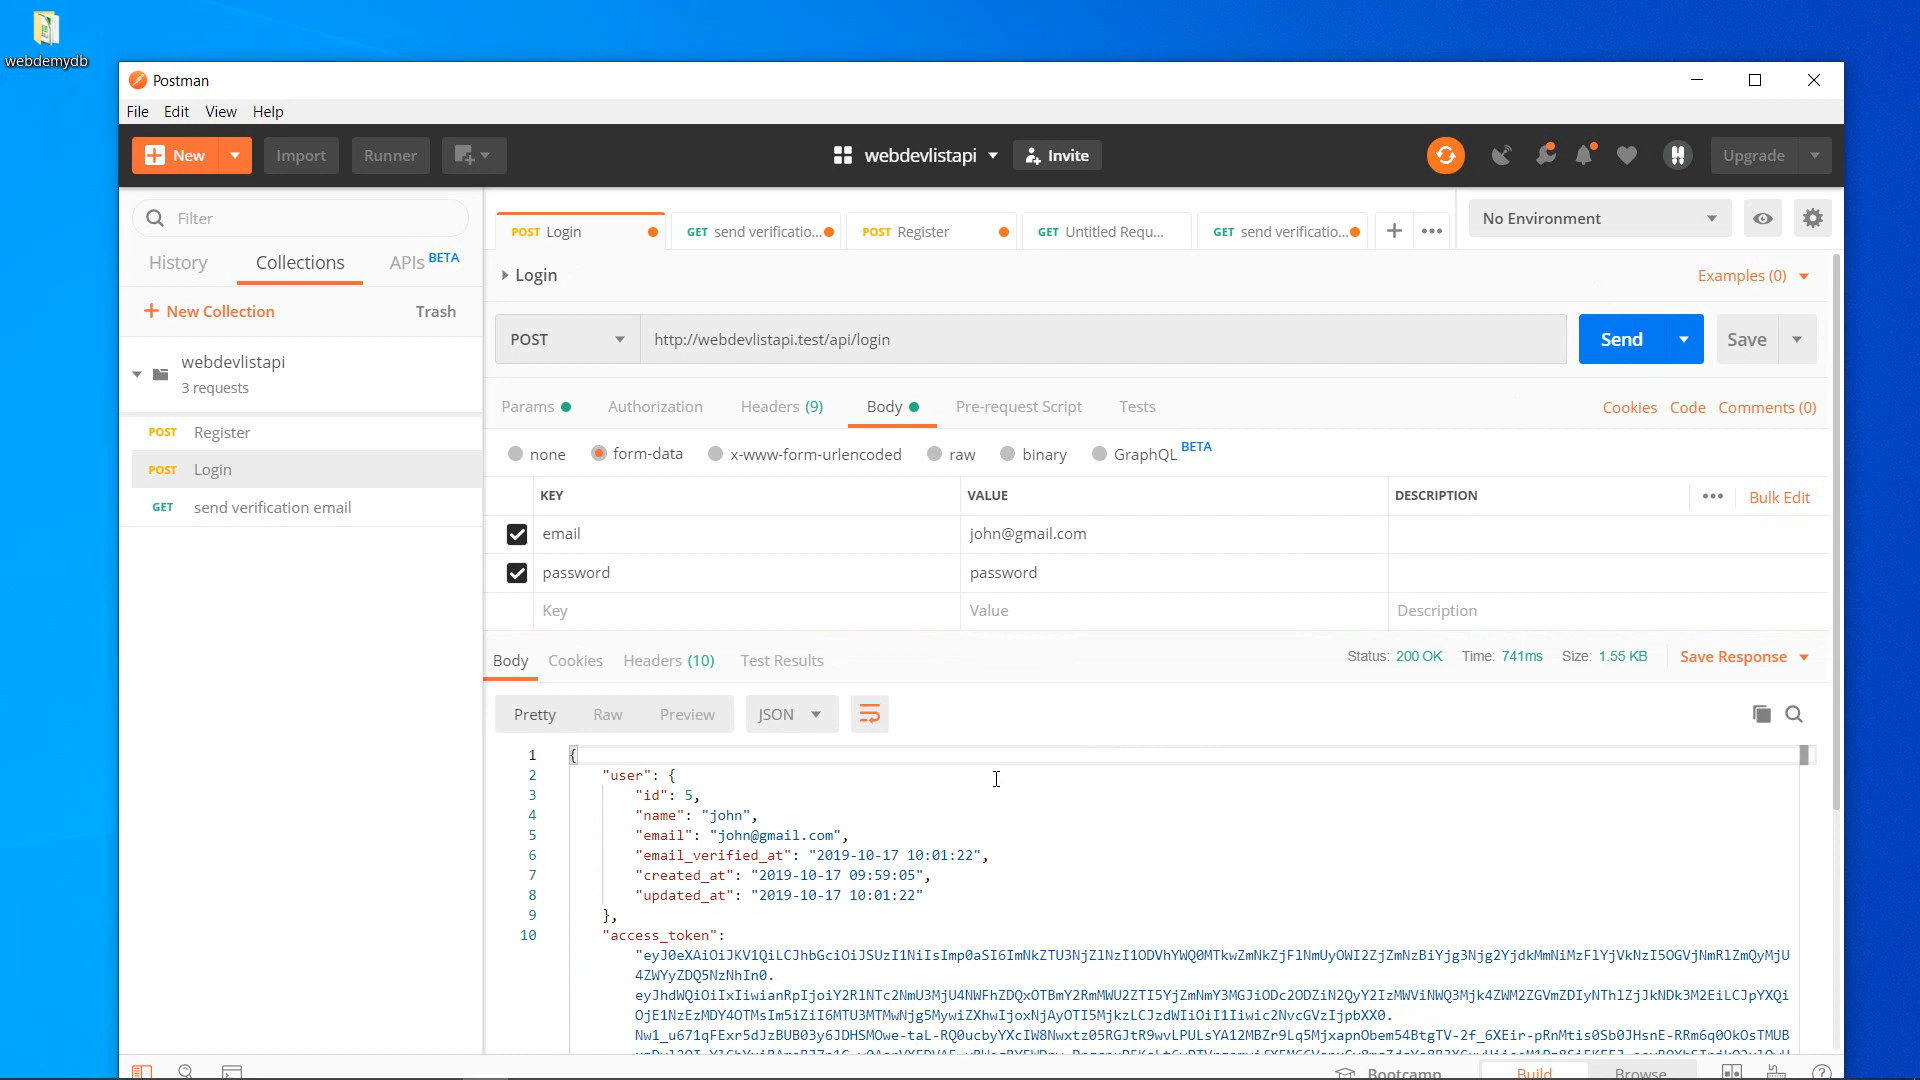 webdemydb
Postman
File Edit View Help
New Import Runner webdevlistapi Invite Upgrade
Filter
History Collections APIs BETA
New Collection Trash
webdevlistapi
3 requests
POST Register
POST Login
GET send verification email
POST Login GET send verificatio... POST Register GET Untitled Requ... GET send verificatio... No Environment
Login Examples (0)
POST http://webdevlistapi.test/api/login Send Save
Params Authorization Headers (9) Body Pre-request Script Tests Cookies Code Comments (0)
none form-data x-www-form-urlencoded raw binary GraphQL BETA
KEY VALUE DESCRIPTION Bulk Edit
email john@gmail.com
password password
Key Value Description
Body Cookies Headers (10) Test Results Status: 200 OK Time: 741ms Size: 1.55 KB Save Response
Pretty Raw Preview JSON
1 {
2 "user": {
3 "id": 5,
4 "name": "john",
5 "email": "john@gmail.com",
6 "email_verified_at": "2019-10-17 10:01:22",
7 "created_at": "2019-10-17 09:59:05",
8 "updated_at": "2019-10-17 10:01:22"
9 },
10 "access_token":
Bootcamp Build Browse